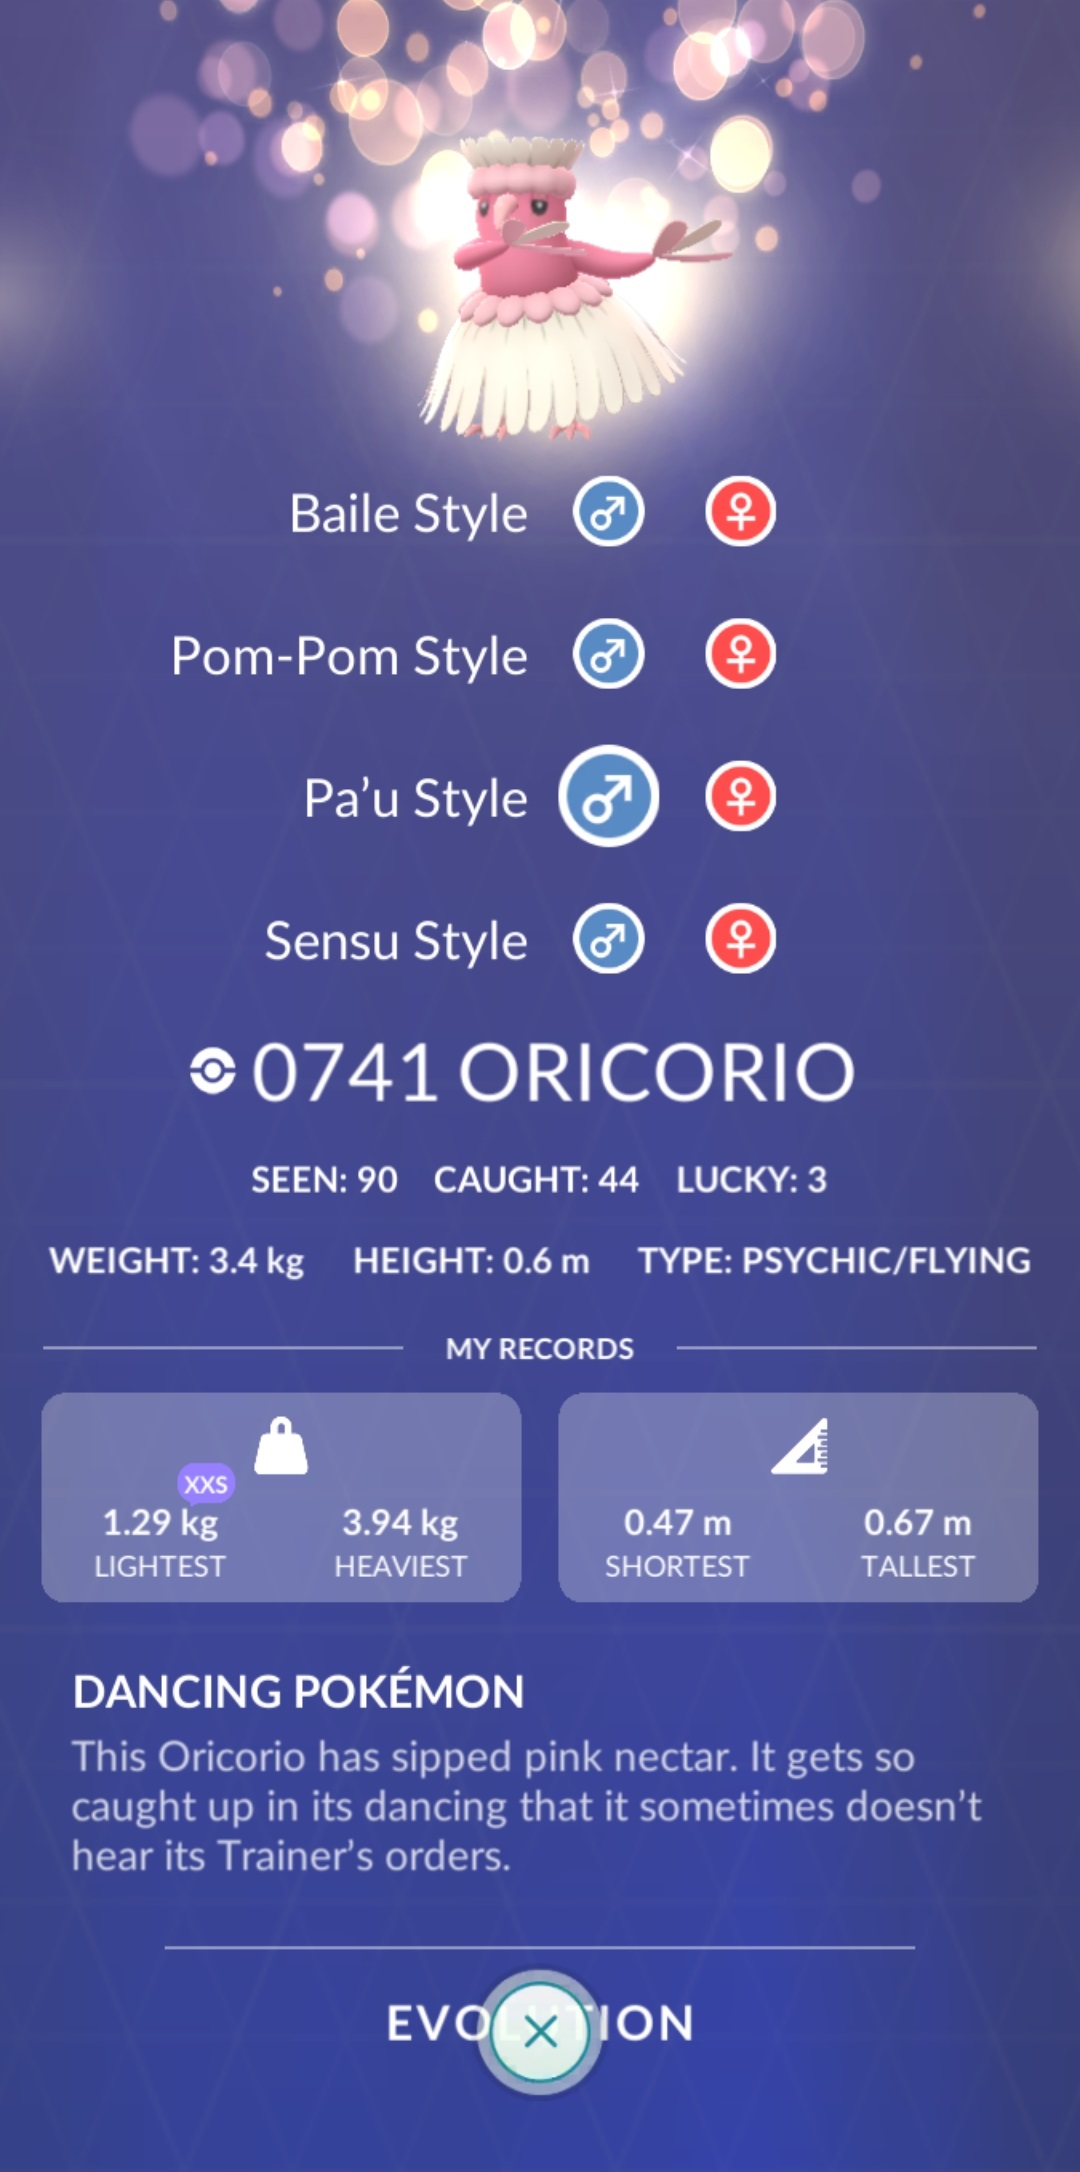 Baile Style
Pom-Pom Style
Pa’u Style
Sensu Style
0741 ORICORIO
SEEN: 90 CAUGHT: 44 LUCKY: 3
WEIGHT: 3.4 kg HEIGHT: 0.6 m TYPE: PSYCHIC/FLYING
MY RECORDS
XXS
1.29 kg 3.94 kg 0.47 m 0.67 m
LIGHTEST HEAVIEST SHORTEST TALLEST
DANCING POKÉMON
This Oricorio has sipped pink nectar. It gets so
caught up in its dancing that it sometimes doesn’t
hear its Trainer’s orders.
EVOLUTION